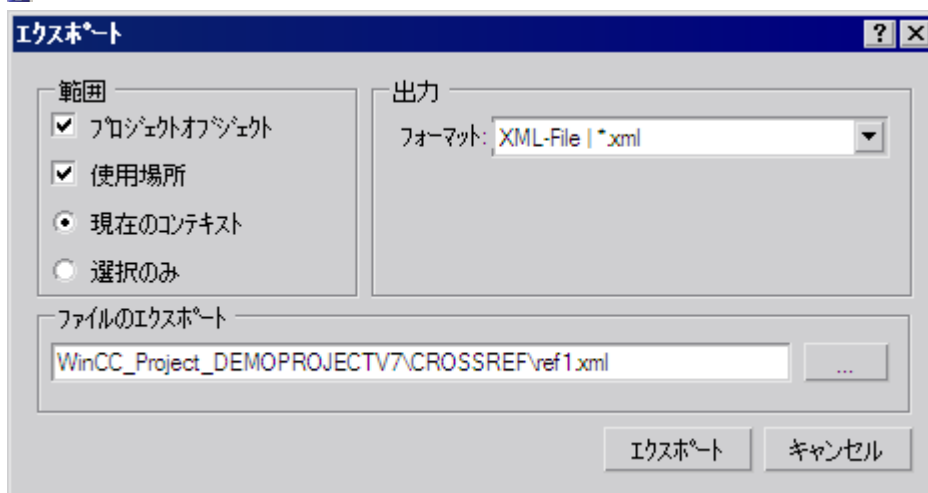 エクスポート
範囲
プロジェクトオブジェクト
使用場所
現在のコンテキスト
選択のみ
出力
フォーマット: XML-File | *.xml
ファイルのエクスポート
WinCC_Project_DEMOPROJECTV7\CROSSREF\ref1.xml
...
エクスポート
キャンセル